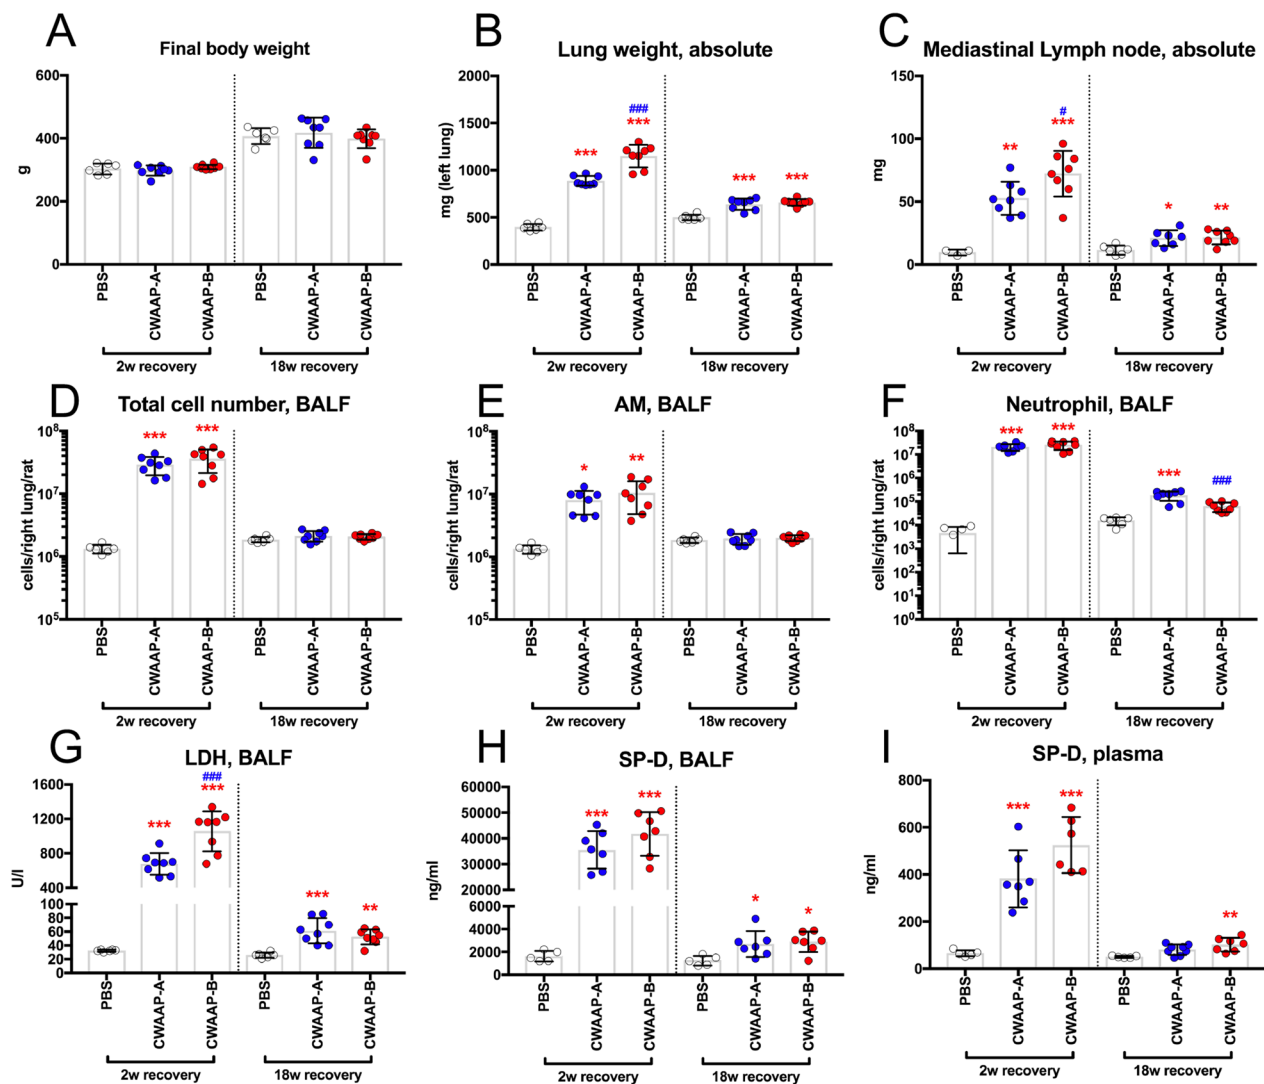 A
Final body weight
g
600
400
200
0
PBS
CWAAP-A
CWAAP-B
PBS
CWAAP-A
CWAAP-B
2w recovery
18w recovery
B
Lung weight, absolute
mg (left lung)
2000
1500
1000
500
0
***
###
***
***
***
PBS
CWAAP-A
CWAAP-B
PBS
CWAAP-A
CWAAP-B
2w recovery
18w recovery
C
Mediastinal Lymph node, absolute
mg
150
100
50
0
**
#
***
*
**
PBS
CWAAP-A
CWAAP-B
PBS
CWAAP-A
CWAAP-B
2w recovery
18w recovery
D
Total cell number, BALF
cells/right lung/rat
10⁸
10⁷
10⁶
10⁵
***
***
PBS
CWAAP-A
CWAAP-B
PBS
CWAAP-A
CWAAP-B
2w recovery
18w recovery
E
AM, BALF
cells/right lung/rat
10⁸
10⁷
10⁶
10⁵
*
**
PBS
CWAAP-A
CWAAP-B
PBS
CWAAP-A
CWAAP-B
2w recovery
18w recovery
F
Neutrophil, BALF
cells/right lung/rat
10⁸
10⁷
10⁶
10⁵
10⁴
10³
10²
10¹
10⁰
***
***
***
###
PBS
CWAAP-A
CWAAP-B
PBS
CWAAP-A
CWAAP-B
2w recovery
18w recovery
G
LDH, BALF
U/l
1600
1200
800
400
100
80
60
40
20
0
***
###
***
***
**
PBS
CWAAP-A
CWAAP-B
PBS
CWAAP-A
CWAAP-B
2w recovery
18w recovery
H
SP-D, BALF
ng/ml
60000
50000
40000
30000
20000
6000
4000
2000
0
***
***
*
*
PBS
CWAAP-A
CWAAP-B
PBS
CWAAP-A
CWAAP-B
2w recovery
18w recovery
I
SP-D, plasma
ng/ml
800
600
400
200
0
***
***
**
PBS
CWAAP-A
CWAAP-B
PBS
CWAAP-A
CWAAP-B
2w recovery
18w recovery